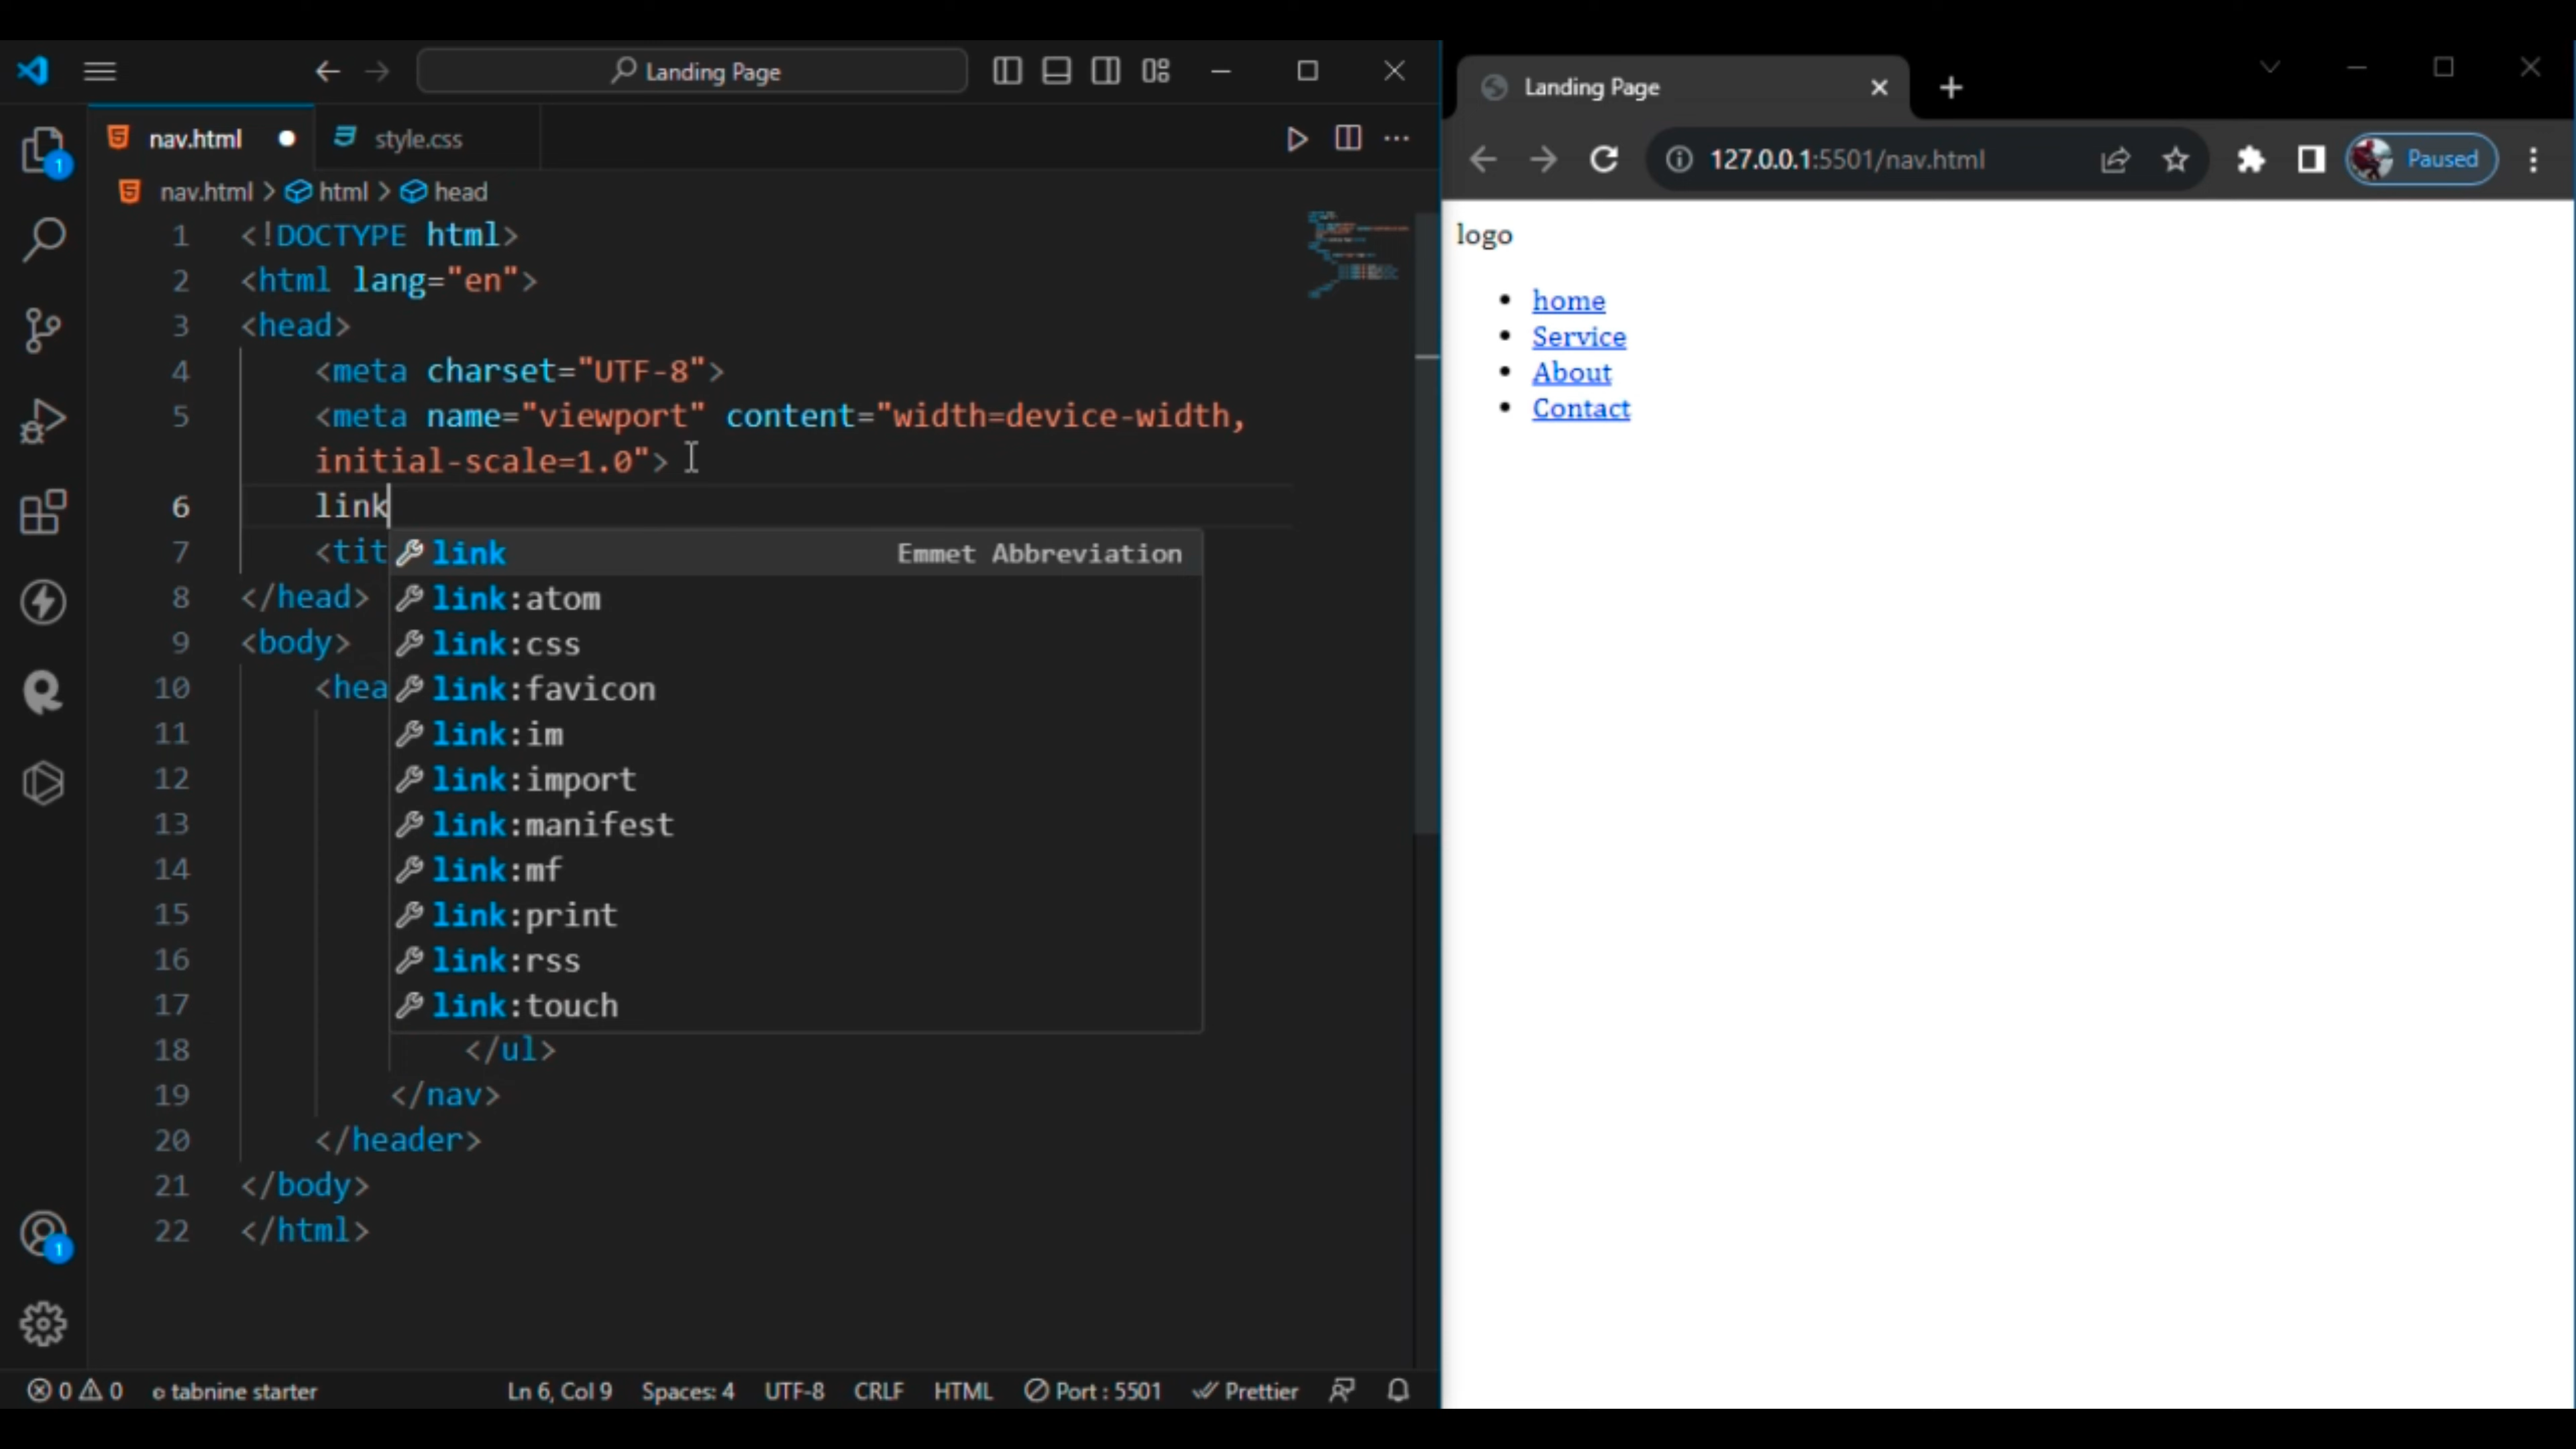 Landing Page
nav.html
style.css
nav.html > html > head
1 <!DOCTYPE html>
2 <html lang="en">
3 <head>
4 <meta charset="UTF-8">
5 <meta name="viewport" content="width=device-width,
initial-scale=1.0">
6 link
7 <tit
link Emmet Abbreviation
8 </head>
link:atom
9 <body>
link:css
10 <hea
link:favicon
11
link:im
12
link:import
13
link:manifest
14
link:mf
15
link:print
16
link:rss
17
link:touch
18 </ul>
19 </nav>
20 </header>
21 </body>
22 </html>
1
1
0 0 tabnine starter Ln 6, Col 9 Spaces: 4 UTF-8 CRLF HTML Port : 5501 Prettier
Landing Page
127.0.0.1:5501/nav.html
Paused
logo
home
Service
About
Contact